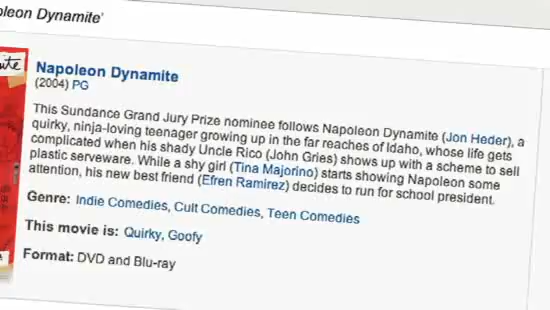 oleon Dynamite'
Napoleon Dynamite
(2004) PG
This Sundance Grand Jury Prize nominee follows Napoleon Dynamite (Jon Heder), a
quirky, ninja-loving teenager growing up in the far reaches of Idaho, whose life gets
complicated when his shady Uncle Rico (John Gries) shows up with a scheme to sell
plastic serveware. While a shy girl (Tina Majorino) starts showing Napoleon some
attention, his new best friend (Efren Ramirez) decides to run for school president.
Genre: Indie Comedies, Cult Comedies, Teen Comedies
This movie is: Quirky, Goofy
Format: DVD and Blu-ray